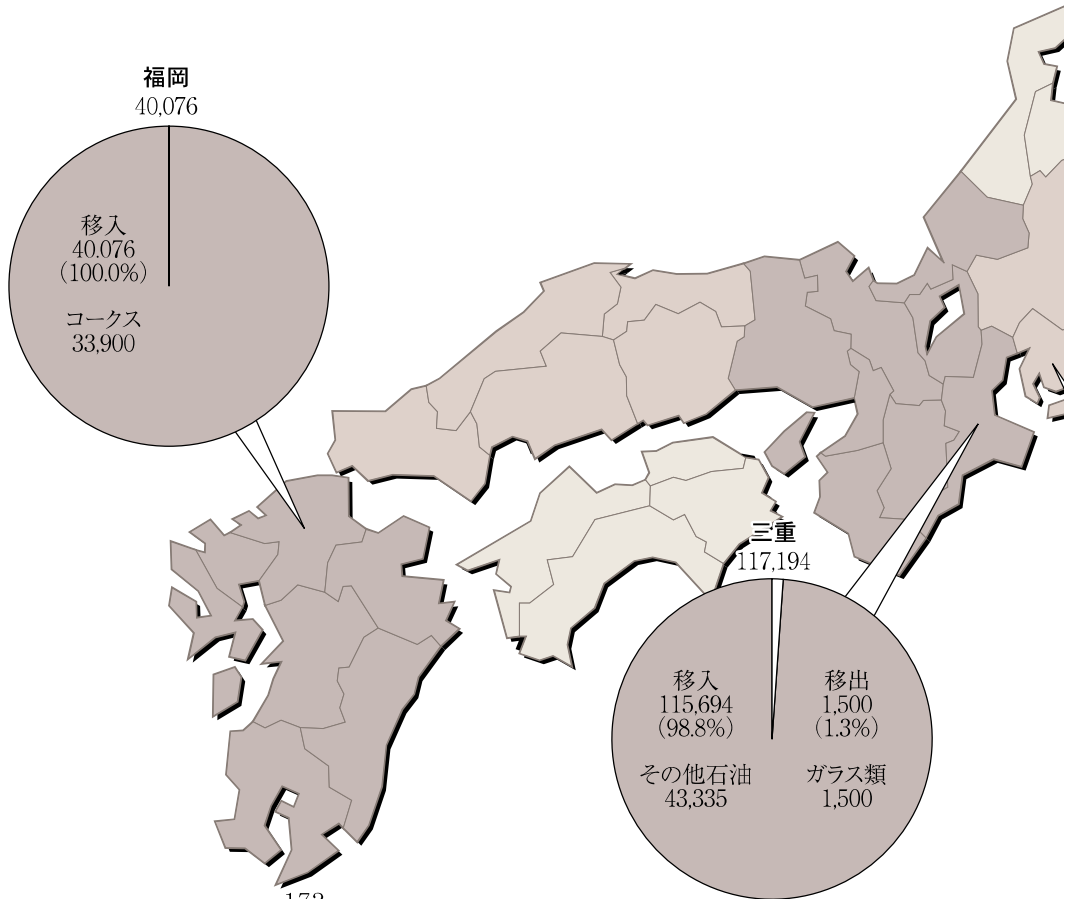 福岡
40,076
移入
40.076
(100.0%)
コークス
33,900
三重
117,194
移入
115,694
(98.8%)
その他石油
43,335
移出
1,500
(1.3%)
ガラス類
1,500